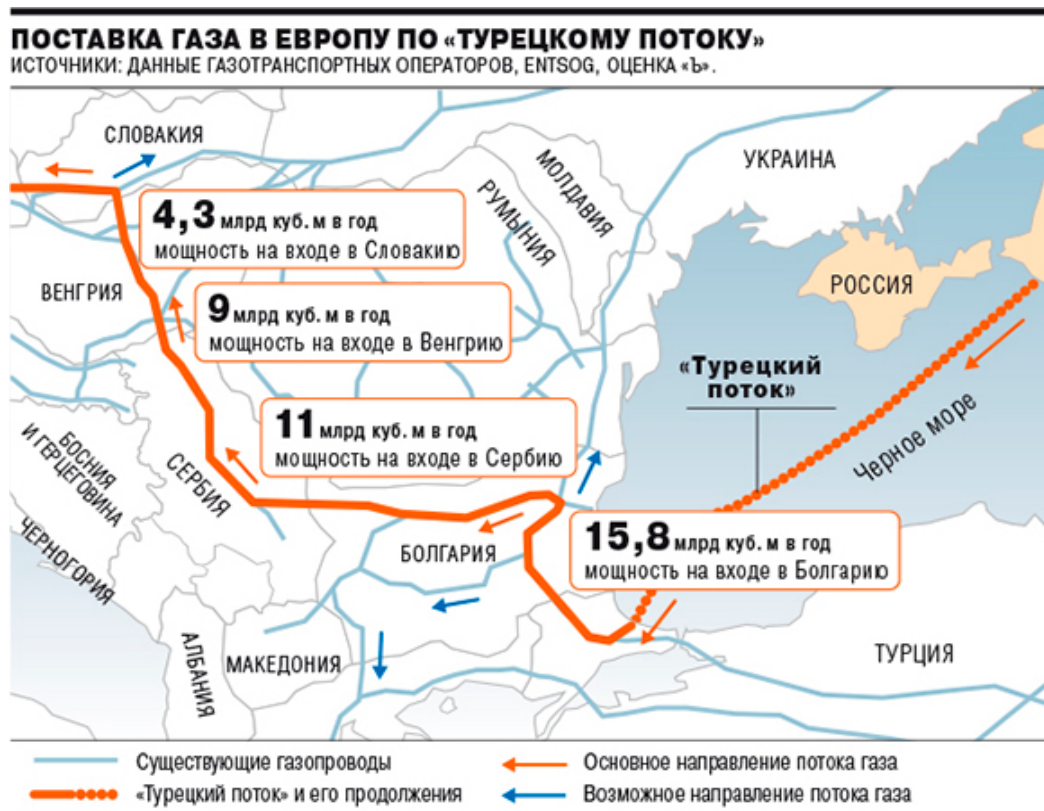 ПОСТАВКА ГАЗА В ЕВРОПУ ПО «ТУРЕЦКОМУ ПОТОКУ»
ИСТОЧНИКИ: ДАННЫЕ ГАЗОТРАНСПОРТНЫХ ОПЕРАТОРОВ, ENTSOG, ОЦЕНКА «Ъ».
СЛОВАКИЯ
УКРАИНА
МОЛДАВИЯ
РУМЫНИЯ
4,3 млрд куб. м в год
мощность на входе в Словакию
РОССИЯ
ВЕНГРИЯ
9 млрд куб. м в год
мощность на входе в Венгрию
«Турецкий
поток»
Черное море
11 млрд куб. м в год
мощность на входе в Сербию
БОСНИЯ
И ГЕРЦЕГОВИНА
СЕРБИЯ
ЧЕРНОГОРИЯ
БОЛГАРИЯ
15,8 млрд куб. м в год
мощность на входе в Болгарию
АЛБАНИЯ
МАКЕДОНИЯ
ТУРЦИЯ
Существующие газопроводы
Основное направление потока газа
«Турецкий поток» и его продолжения
Возможное направление потока газа